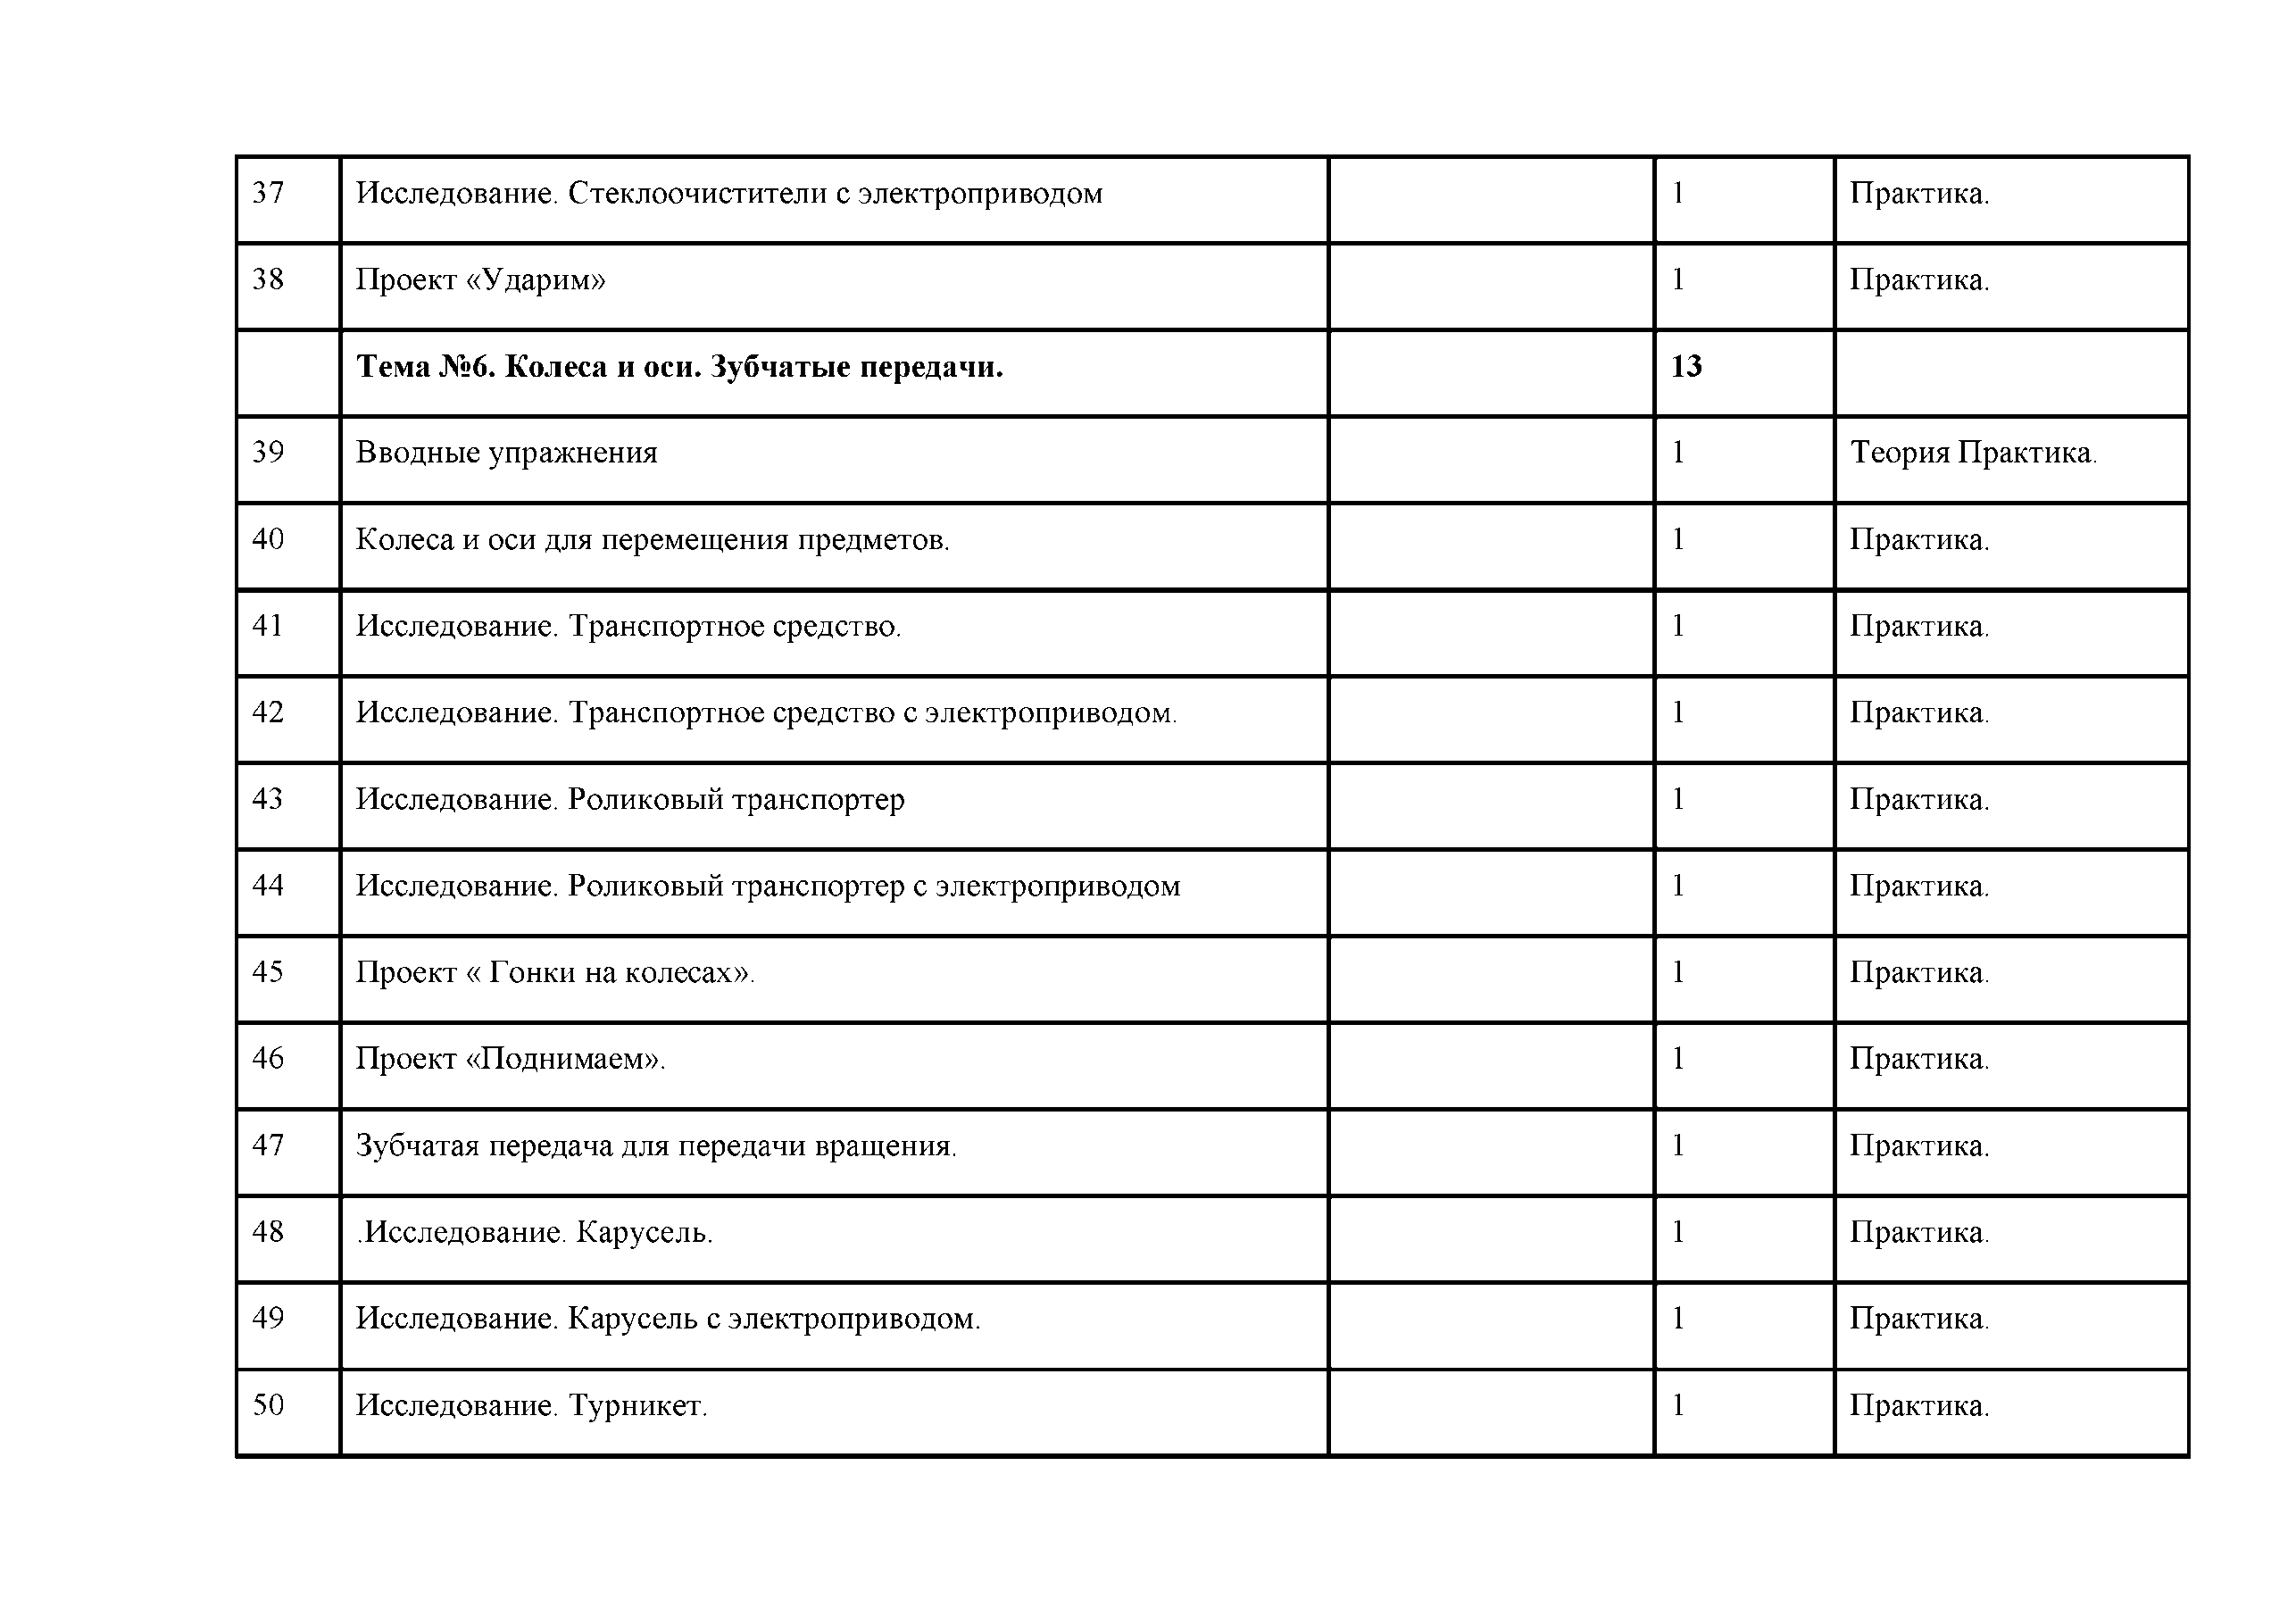 37 Исследование. Стеклоочистители с электроприводом 1 Практика.
38 Проект «Ударим» 1 Практика.
Тема №6. Колеса и оси. Зубчатые передачи. 13
39 Вводные упражнения 1 Теория Практика.
40 Колеса и оси для перемещения предметов. 1 Практика.
41 Исследование. Транспортное средство. 1 Практика.
42 Исследование. Транспортное средство с электроприводом. 1 Практика.
43 Исследование. Роликовый транспортер 1 Практика.
44 Исследование. Роликовый транспортер с электроприводом 1 Практика.
45 Проект « Гонки на колесах». 1 Практика.
46 Проект «Поднимаем». 1 Практика.
47 Зубчатая передача для передачи вращения. 1 Практика.
48 .Исследование. Карусель. 1 Практика.
49 Исследование. Карусель с электроприводом. 1 Практика.
50 Исследование. Турникет. 1 Практика.